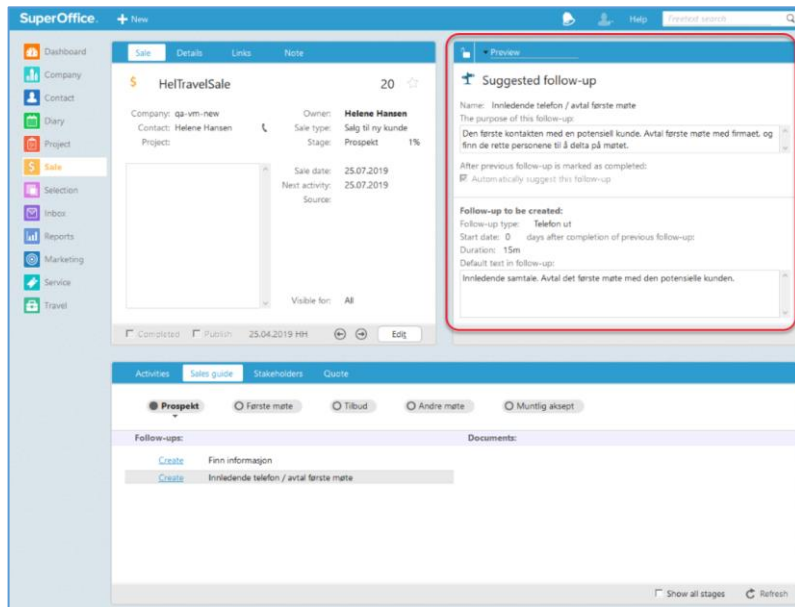 SuperOffice.
New
Help
Freetext search
Dashboard
Company
Contact
Diary
Project
Sale
Selection
Inbox
Reports
Marketing
Service
Travel
Sale Details Links Note
HelTravelSale 20
Company: qa-vm-new
Contact: Helene Hansen
Project:
Owner: Helene Hansen
Sale type: Salg til ny kunde
Stage: Prospekt 1%
Sale date: 25.07.2019
Next activity: 25.07.2019
Source:
Visible for: All
Completed Publish 25.04.2019 HH Edit
Preview
Suggested follow-up
Name: Innledende telefon / avtal første møte
The purpose of this follow-up:
Den første kontakten med en potensiell kunde. Avtal første møte med firmaet, og
finn de rette personene til å delta på møtet.
After previous follow-up is marked as completed:
Automatically suggest this follow-up
Follow-up to be created:
Follow-up type: Telefon ut
Start date: 0 days after completion of previous follow-up:
Duration: 15m
Default text in follow-up:
Innledende samtale. Avtal det første møte med den potensielle kunden.
Activities Sales guide Stakeholders Quote
Prospekt Første møte Tilbud Andre møte Muntlig aksept
Follow-ups: Documents:
Create Finn informasjon
Create Innledende telefon / avtal første møte
Show all stages Refresh